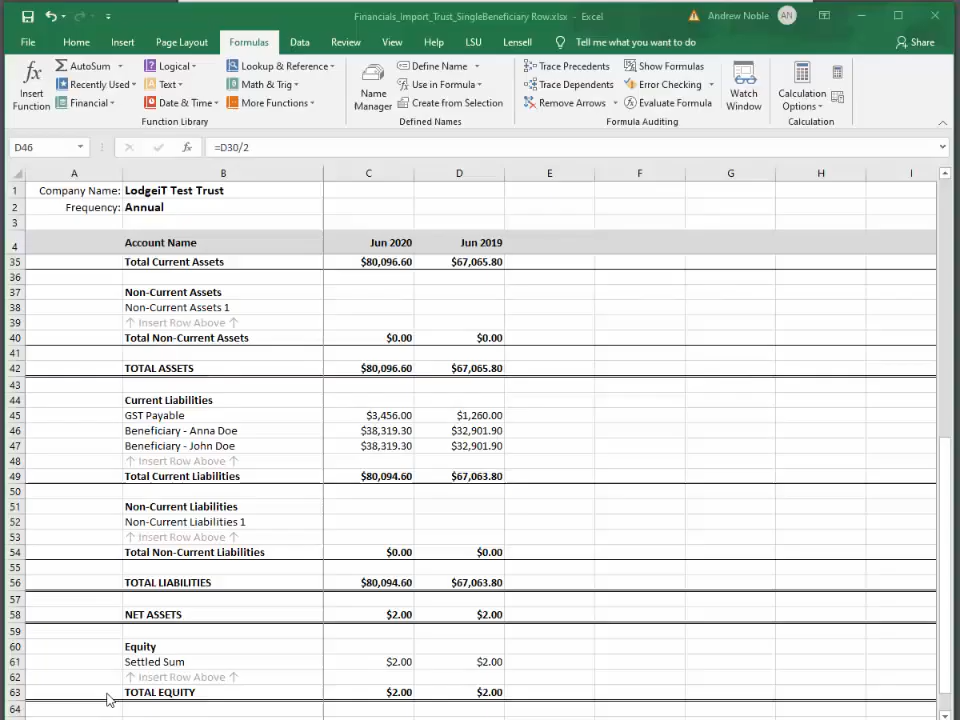 Financials_Import_Trust_SingleBeneficiary Row.xlsx - Excel
Andrew Noble AN
File Home Insert Page Layout Formulas Data Review View Help LSU Lensell Tell me what you want to do Share
Insert Function
AutoSum
Recently Used
Financial
Logical
Text
Date & Time
Lookup & Reference
Math & Trig
More Functions
Function Library
Name Manager
Define Name
Use in Formula
Create from Selection
Defined Names
Trace Precedents
Trace Dependents
Remove Arrows
Show Formulas
Error Checking
Evaluate Formula
Formula Auditing
Watch Window
Calculation Options
Calculation
D46 fx =D30/2
A B C D E F G H I
1 Company Name: LodgeiT Test Trust
2 Frequency: Annual
3
4 Account Name Jun 2020 Jun 2019
35 Total Current Assets $80,096.60 $67,065.80
36
37 Non-Current Assets
38 Non-Current Assets 1
39 ↑ Insert Row Above ↑
40 Total Non-Current Assets $0.00 $0.00
41
42 TOTAL ASSETS $80,096.60 $67,065.80
43
44 Current Liabilities
45 GST Payable $3,456.00 $1,260.00
46 Beneficiary - Anna Doe $38,319.30 $32,901.90
47 Beneficiary - John Doe $38,319.30 $32,901.90
48 ↑ Insert Row Above ↑
49 Total Current Liabilities $80,094.60 $67,063.80
50
51 Non-Current Liabilities
52 Non-Current Liabilities 1
53 ↑ Insert Row Above ↑
54 Total Non-Current Liabilities $0.00 $0.00
55
56 TOTAL LIABILITIES $80,094.60 $67,063.80
57
58 NET ASSETS $2.00 $2.00
59
60 Equity
61 Settled Sum $2.00 $2.00
62 ↑ Insert Row Above ↑
63 TOTAL EQUITY $2.00 $2.00
64